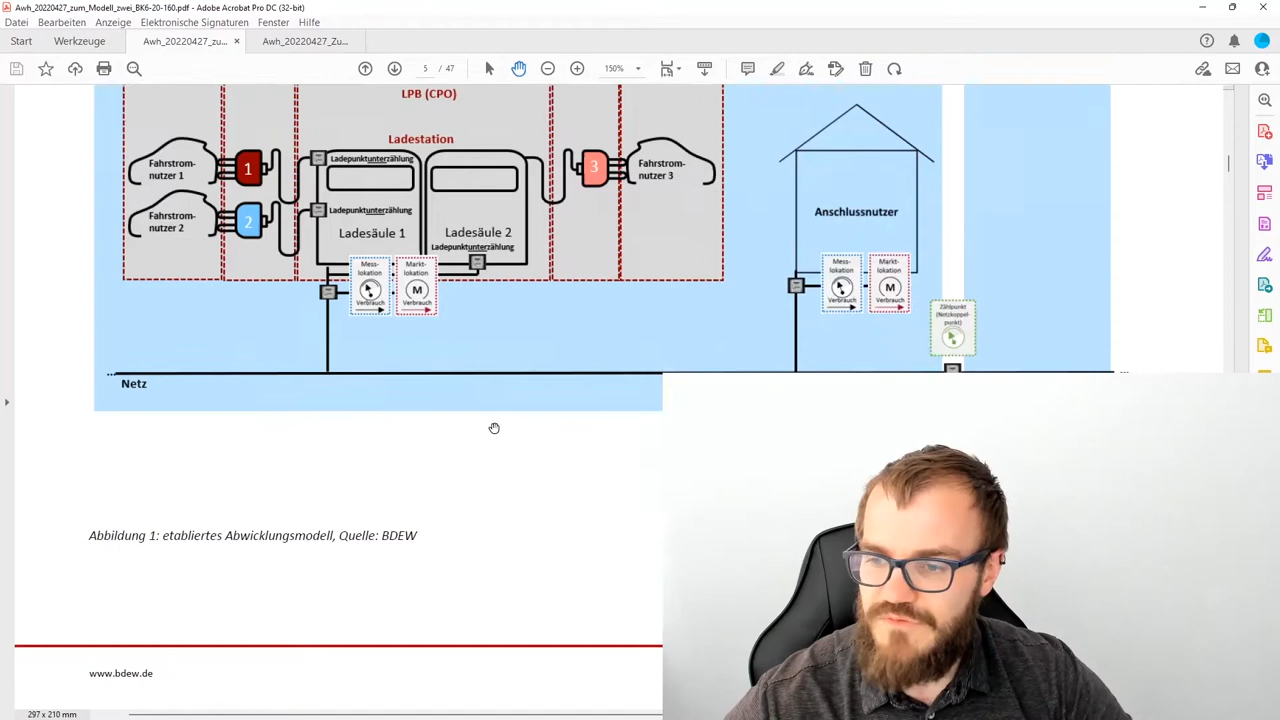 Awh_20220427_zum_Modell_zwei_BK6-20-160.pdf - Adobe Acrobat Pro DC (32-bit)
Datei Bearbeiten Anzeige Elektronische Signaturen Fenster Hilfe
Start Werkzeuge Awh_20220427_zu... × Awh_20220427_Zu...
5 / 47 150%
LPB (CPO)
Ladestation
Fahrstrom-
nutzer 1
1
Ladepunktunterzählung
3
Fahrstrom-
nutzer 3
Fahrstrom-
nutzer 2
2
Ladepunktunterzählung
Ladesäule 1
Ladesäule 2
Ladepunktunterzählung
Mess-
lokation
Verbrauch
Markt-
lokation
M
Verbrauch
Anschlussnutzer
Mess-
lokation
Verbrauch
Markt-
lokation
M
Verbrauch
Zählpunkt
(Netzkoppel-
punkt)
Netz
Abbildung 1: etabliertes Abwicklungsmodell, Quelle: BDEW
www.bdew.de
297 x 210 mm